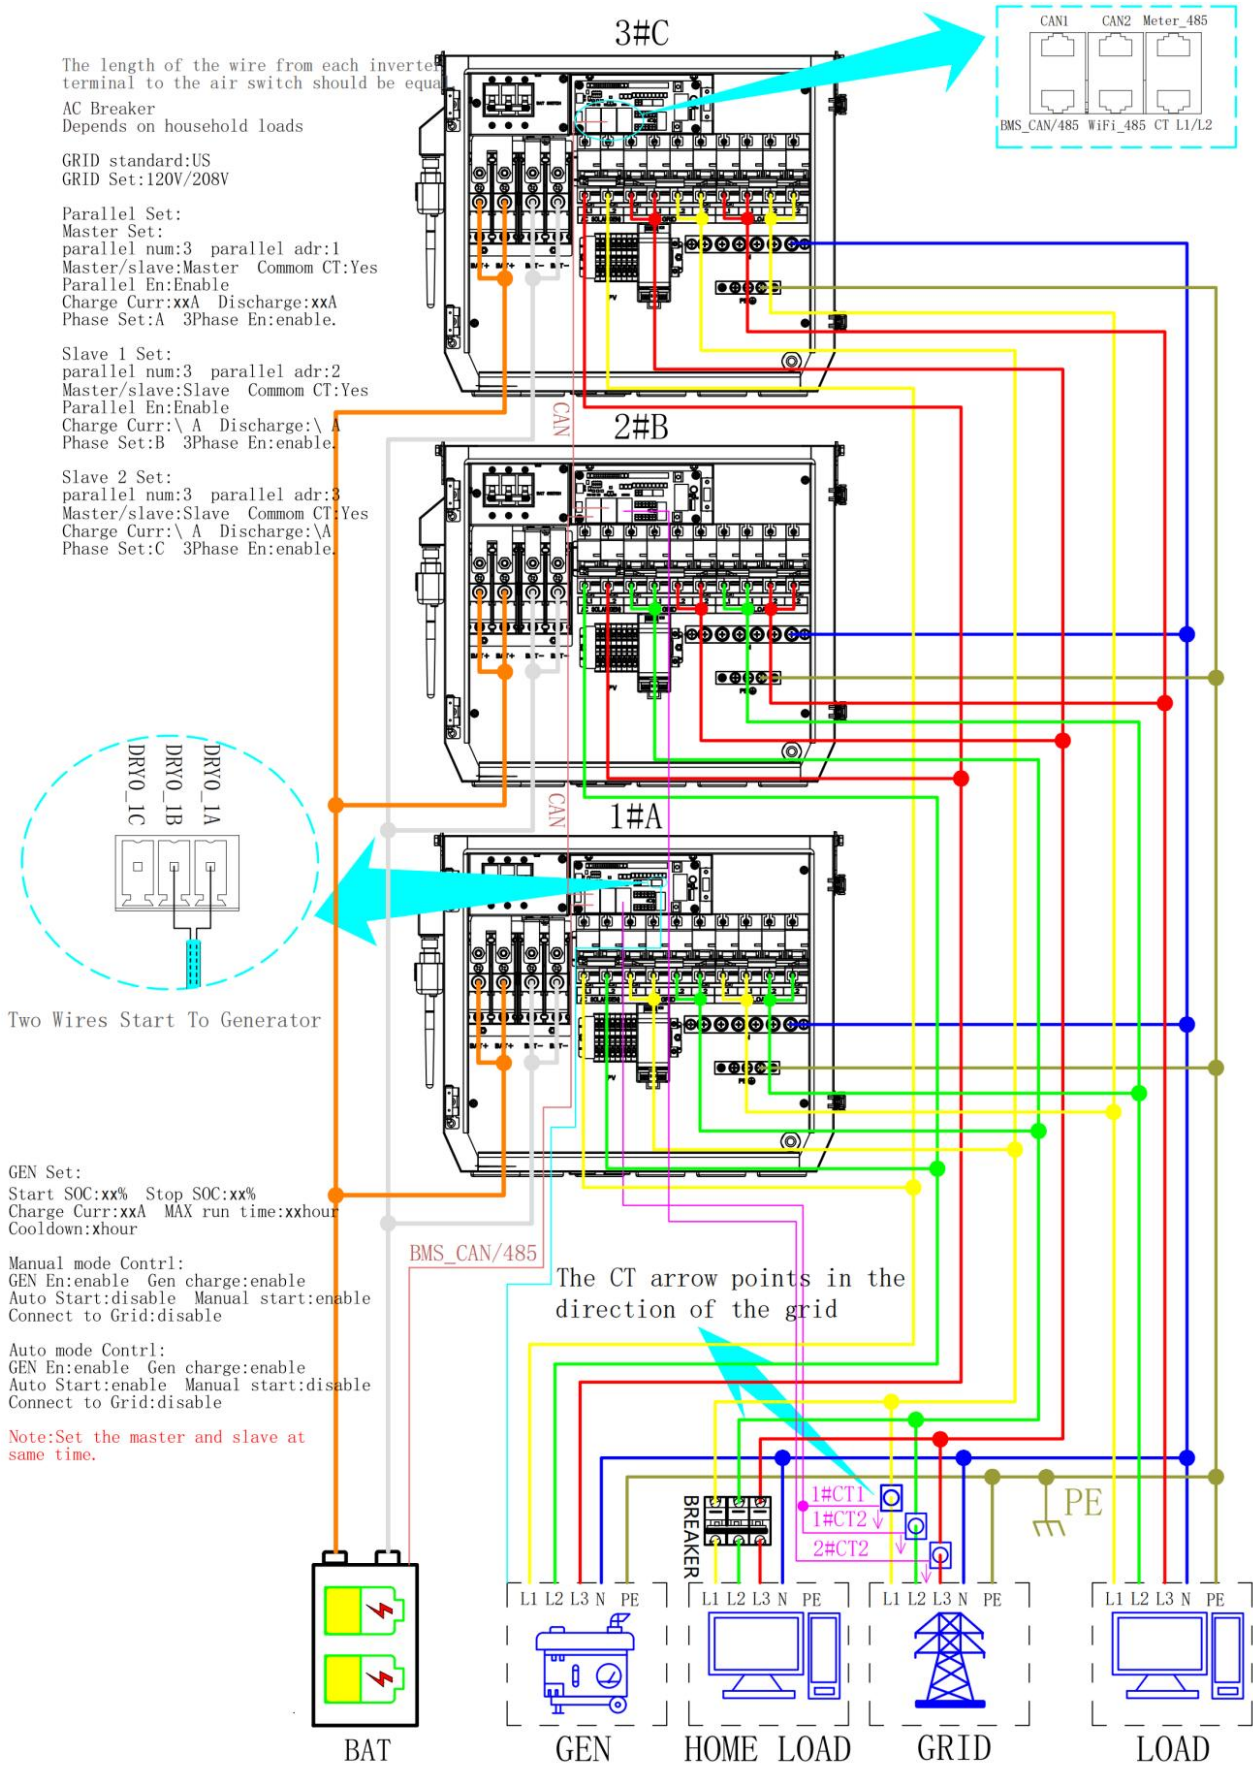 3#C
CAN1 CAN2 Meter_485
BMS_CAN/485 WiFi_485 CT L1/L2
The length of the wire from each inverter
terminal to the air switch should be equa
AC Breaker
Depends on household loads
GRID standard:US
GRID Set:120V/208V
Parallel Set:
Master Set:
parallel num:3 parallel adr:1
Master/slave:Master Commom CT:Yes
Parallel En:Enable
Charge Curr:xxA Discharge:xxA
Phase Set:A 3Phase En:enable.
Slave 1 Set:
parallel num:3 parallel adr:2
Master/slave:Slave Commom CT:Yes
Parallel En:Enable
Charge Curr:\ A Discharge:\ A
Phase Set:B 3Phase En:enable.
Slave 2 Set:
parallel num:3 parallel adr:3
Master/slave:Slave Commom CT:Yes
Charge Curr:\ A Discharge:\A
Phase Set:C 3Phase En:enable.
CAN
2#B
CAN
1#A
DRYO_1C
DRYO_1B
DRYO_1A
Two Wires Start To Generator
GEN Set:
Start SOC:xx% Stop SOC:xx%
Charge Curr:xxA MAX run time:xxhour
Cooldown:xhour
Manual mode Contrl:
GEN En:enable Gen charge:enable
Auto Start:disable Manual start:enable
Connect to Grid:disable
Auto mode Contrl:
GEN En:enable Gen charge:enable
Auto Start:enable Manual start:disable
Connect to Grid:disable
Note:Set the master and slave at
same time.
BMS_CAN/485
The CT arrow points in the
direction of the grid
BREAKER
1#CT1
1#CT2
2#CT2
PE
L1 L2 L3 N PE
L1 L2 L3 N PE
L1 L2 L3 N PE
L1 L2 L3 N PE
BAT
GEN
HOME LOAD
GRID
LOAD